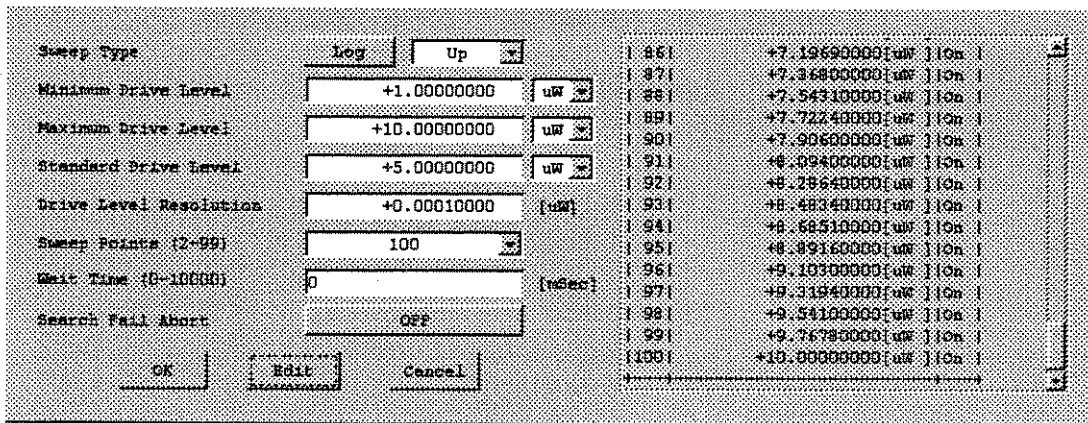 Sweep Type Log Up
Minimum Drive Level +1.00000000 uW
Maximum Drive Level +10.00000000 uW
Standard Drive Level +5.00000000 uW
Drive Level Resolution +0.00010000 [uW]
Sweep Points (2-99) 100
Wait Time (0-10000) 0 [mSec]
Search Fail Abort OFF
OK Edit Cancel
| 86| +7.19690000[uW ]|On |
| 87| +7.36800000[uW ]|On |
| 88| +7.54310000[uW ]|On |
| 89| +7.72240000[uW ]|On |
| 90| +7.90600000[uW ]|On |
| 91| +8.09400000[uW ]|On |
| 92| +8.28640000[uW ]|On |
| 93| +8.48340000[uW ]|On |
| 94| +8.68510000[uW ]|On |
| 95| +8.89160000[uW ]|On |
| 96| +9.10300000[uW ]|On |
| 97| +9.31940000[uW ]|On |
| 98| +9.54100000[uW ]|On |
| 99| +9.76780000[uW ]|On |
|100| +10.00000000[uW ]|On |